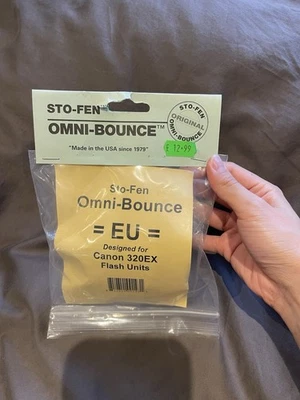 STO-FEN
OMNI-BOUNCE™
"Made in the USA since 1979"
STO-FEN
ORIGINAL
OMNI-BOUNCE
£ 12.99
Sto-Fen
Omni-Bounce
= EU =
Designed for
Canon 320EX
Flash Units